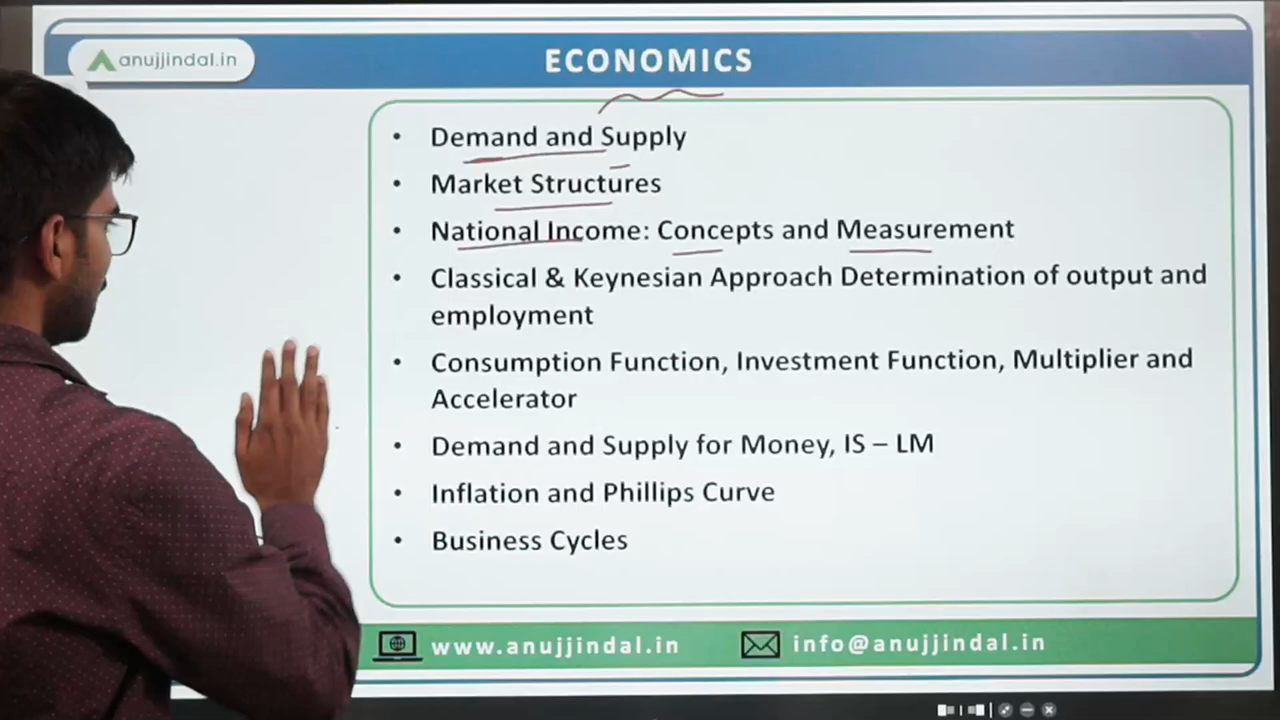 anujjindal.in
ECONOMICS
• Demand and Supply
• Market Structures
• National Income: Concepts and Measurement
• Classical & Keynesian Approach Determination of output and
employment
• Consumption Function, Investment Function, Multiplier and
Accelerator
• Demand and Supply for Money, IS – LM
• Inflation and Phillips Curve
• Business Cycles
www.anujjindal.in
info@anujjindal.in